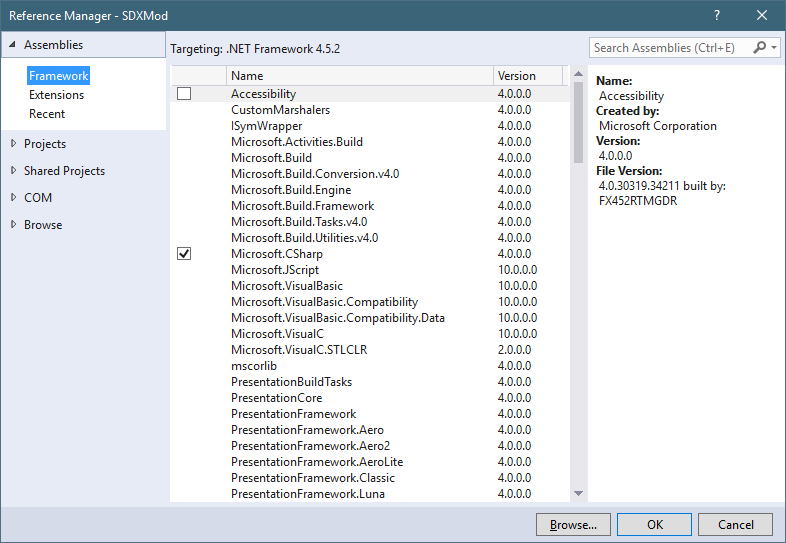 Reference Manager - SDXMod
Assemblies
Framework
Extensions
Recent
Projects
Shared Projects
COM
Browse
Targeting: .NET Framework 4.5.2
Search Assemblies (Ctrl+E)
Name Version
Accessibility 4.0.0.0
CustomMarshalers 4.0.0.0
ISymWrapper 4.0.0.0
Microsoft.Activities.Build 4.0.0.0
Microsoft.Build 4.0.0.0
Microsoft.Build.Conversion.v4.0 4.0.0.0
Microsoft.Build.Engine 4.0.0.0
Microsoft.Build.Framework 4.0.0.0
Microsoft.Build.Tasks.v4.0 4.0.0.0
Microsoft.Build.Utilities.v4.0 4.0.0.0
Microsoft.CSharp 4.0.0.0
Microsoft.JScript 10.0.0.0
Microsoft.VisualBasic 10.0.0.0
Microsoft.VisualBasic.Compatibility 10.0.0.0
Microsoft.VisualBasic.Compatibility.Data 10.0.0.0
Microsoft.VisualC 10.0.0.0
Microsoft.VisualC.STLCLR 2.0.0.0
mscorlib 4.0.0.0
PresentationBuildTasks 4.0.0.0
PresentationCore 4.0.0.0
PresentationFramework 4.0.0.0
PresentationFramework.Aero 4.0.0.0
PresentationFramework.Aero2 4.0.0.0
PresentationFramework.AeroLite 4.0.0.0
PresentationFramework.Classic 4.0.0.0
PresentationFramework.Luna 4.0.0.0
Name:
Accessibility
Created by:
Microsoft Corporation
Version:
4.0.0.0
File Version:
4.0.30319.34211 built by:
FX452RTMGDR
Browse...
OK
Cancel